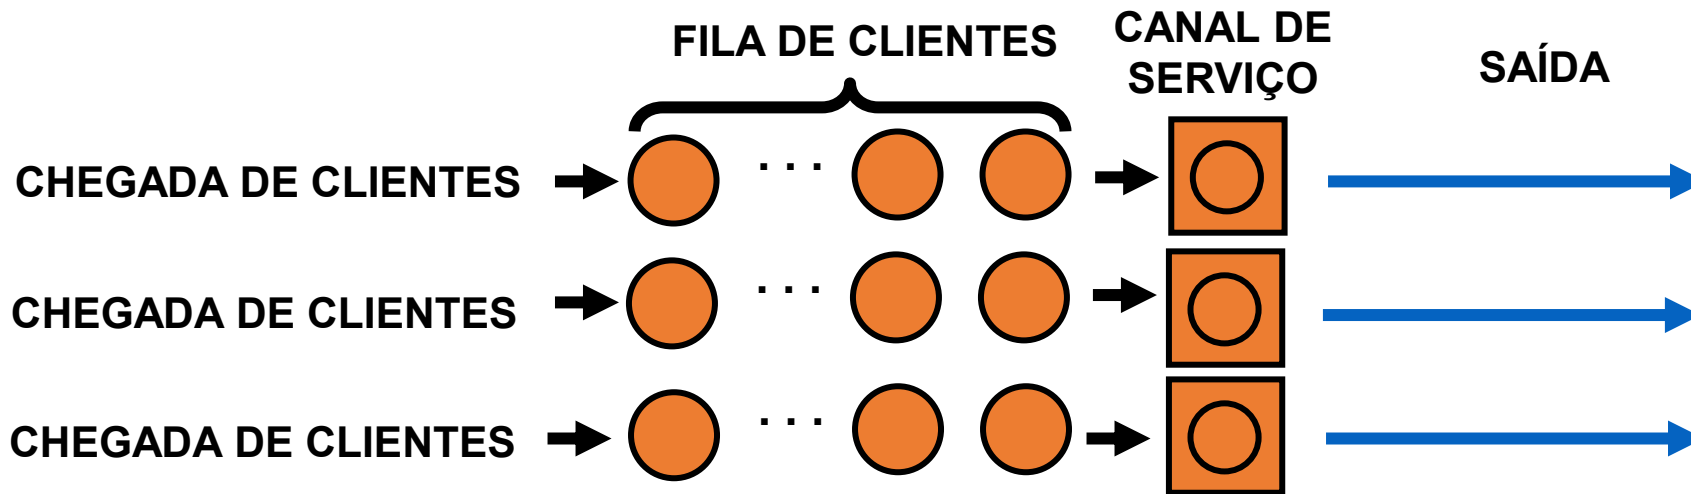 FILA DE CLIENTES
CANAL DE
SERVIÇO
SAÍDA
CHEGADA DE CLIENTES
. . .
CHEGADA DE CLIENTES
. . .
CHEGADA DE CLIENTES
. . .